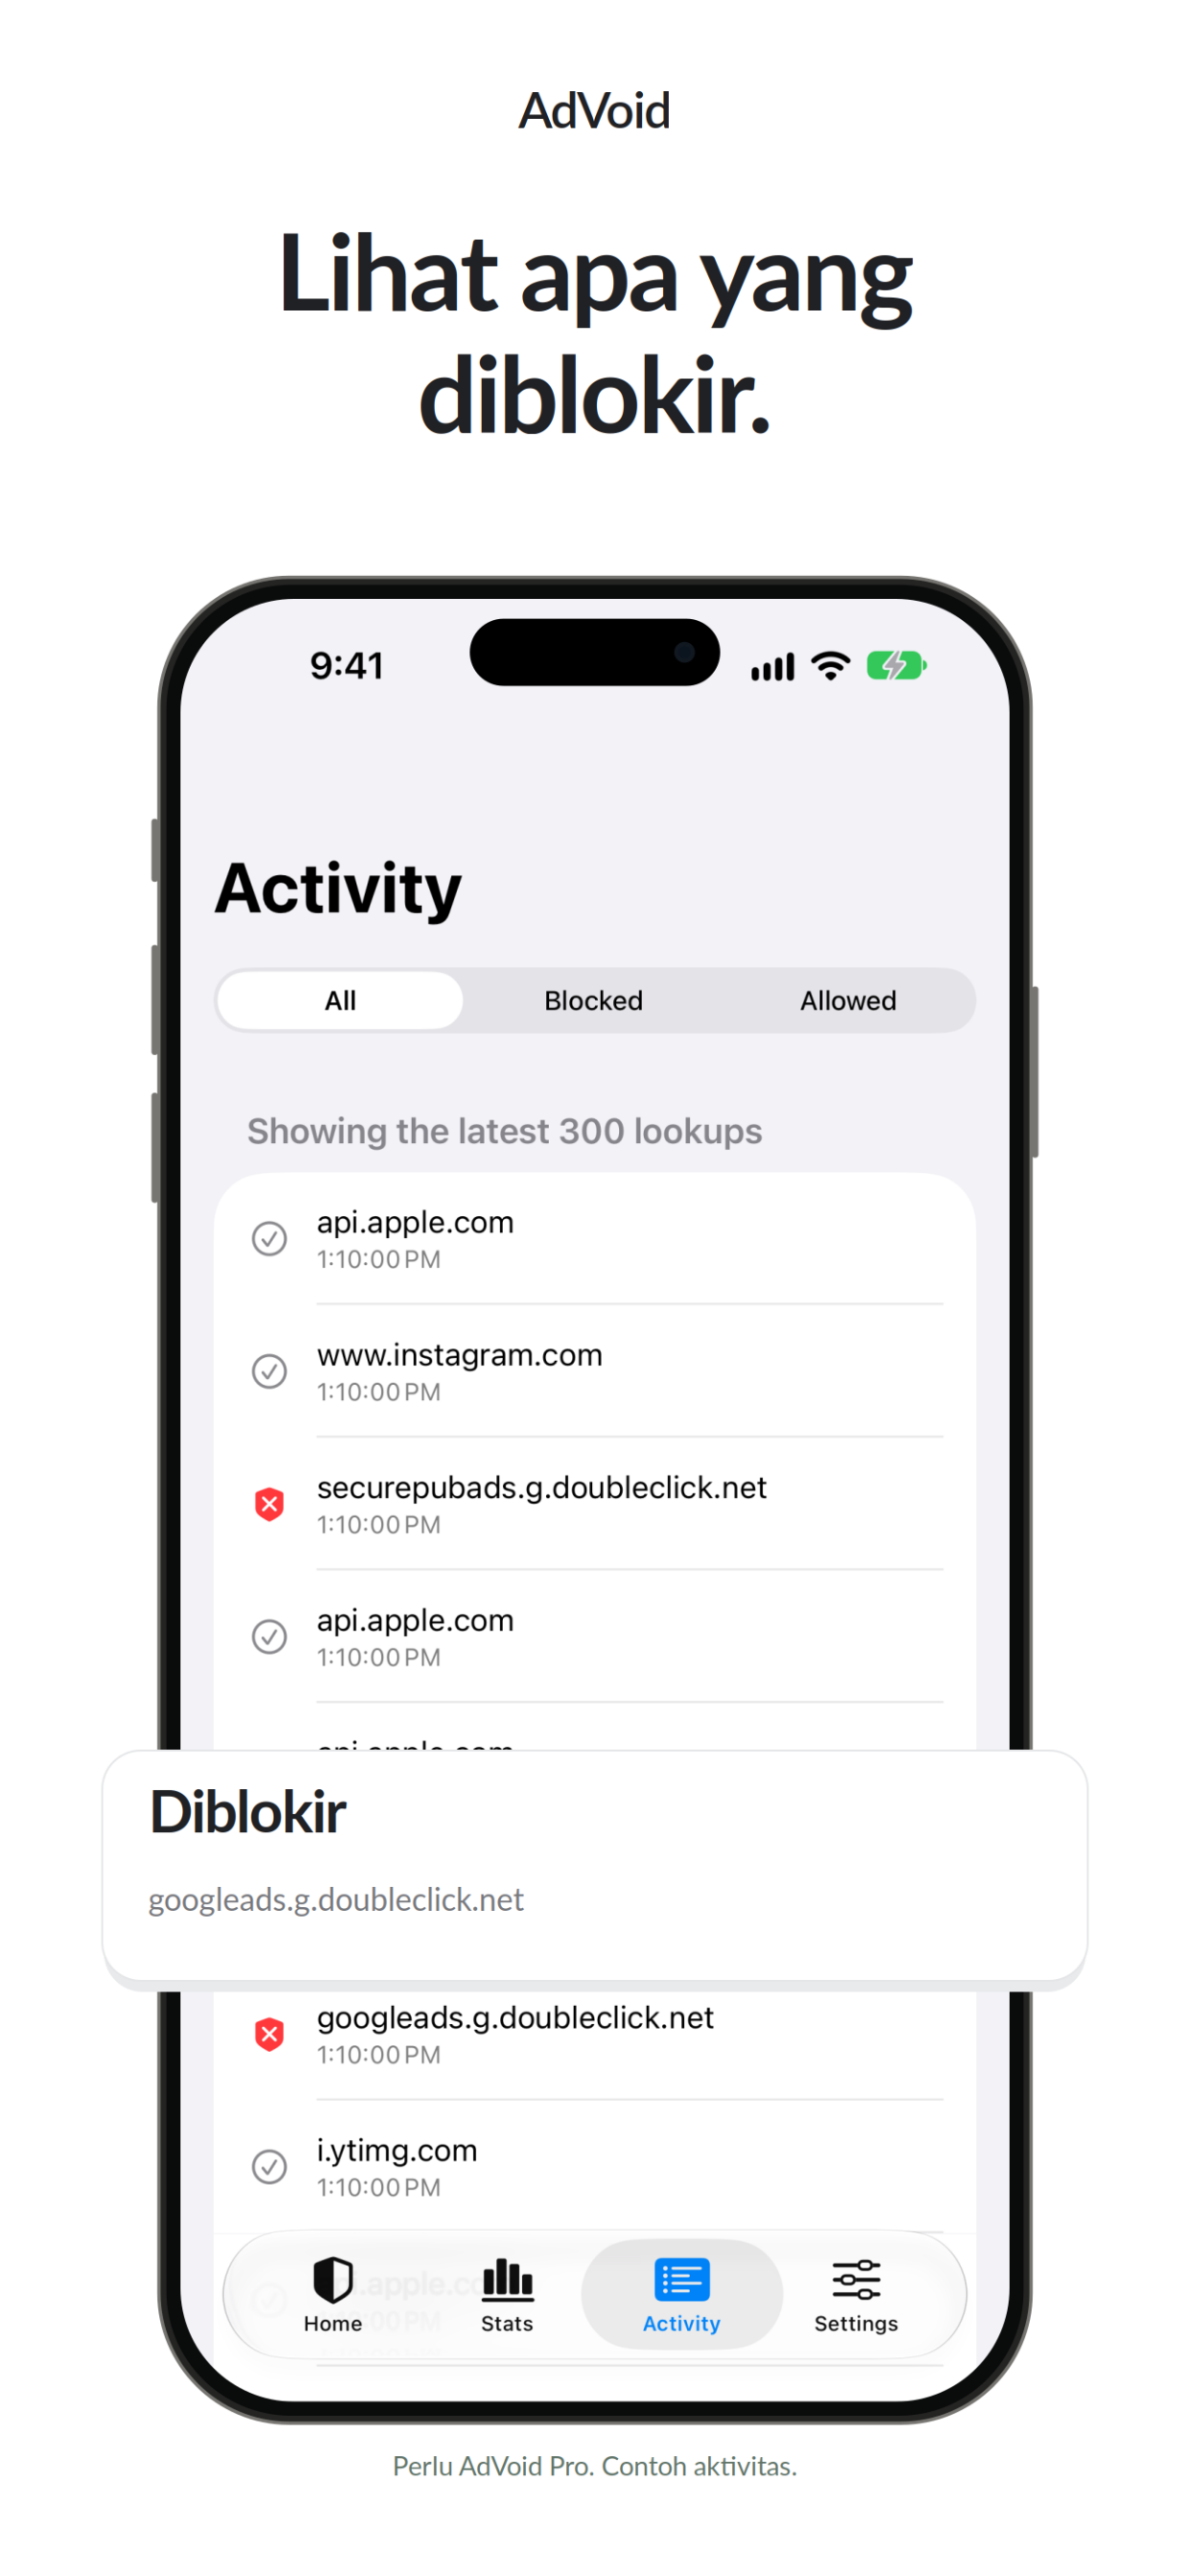 AdVoid
Lihat apa yang
diblokir.
9:41
Activity
All
Blocked
Allowed
Showing the latest 300 lookups
api.apple.com
1:10:00 PM
www.instagram.com
1:10:00 PM
securepubads.g.doubleclick.net
1:10:00 PM
api.apple.com
1:10:00 PM
api.apple.com
Diblokir
googleads.g.doubleclick.net
googleads.g.doubleclick.net
1:10:00 PM
i.ytimg.com
1:10:00 PM
Home
Stats
Activity
Settings
Perlu AdVoid Pro. Contoh aktivitas.